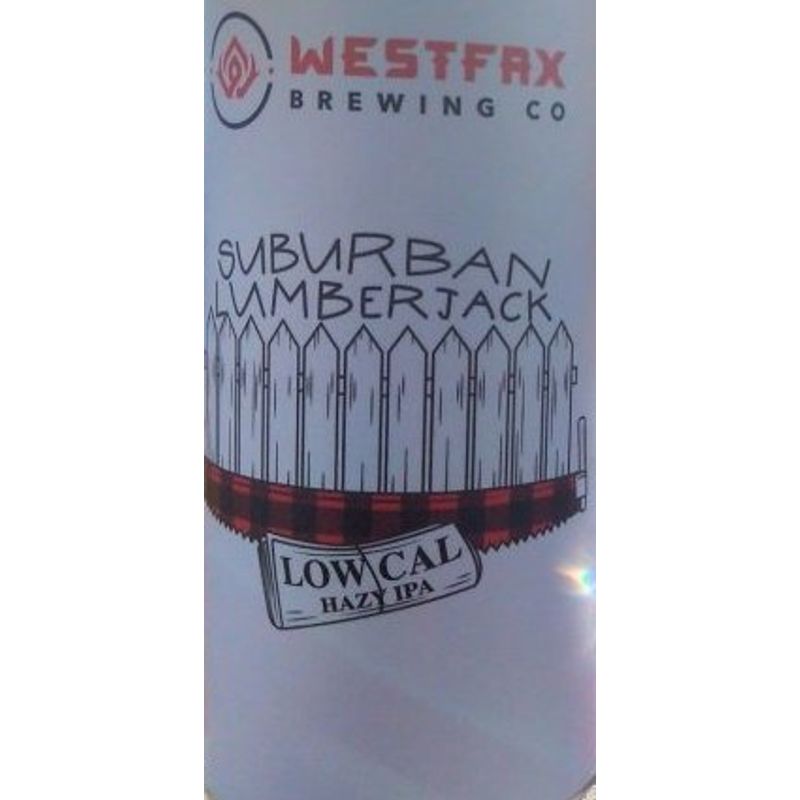 WESTFAX
BREWING CO
SUBURBAN
LUMBERJACK
LOW CAL
HAZY IPA